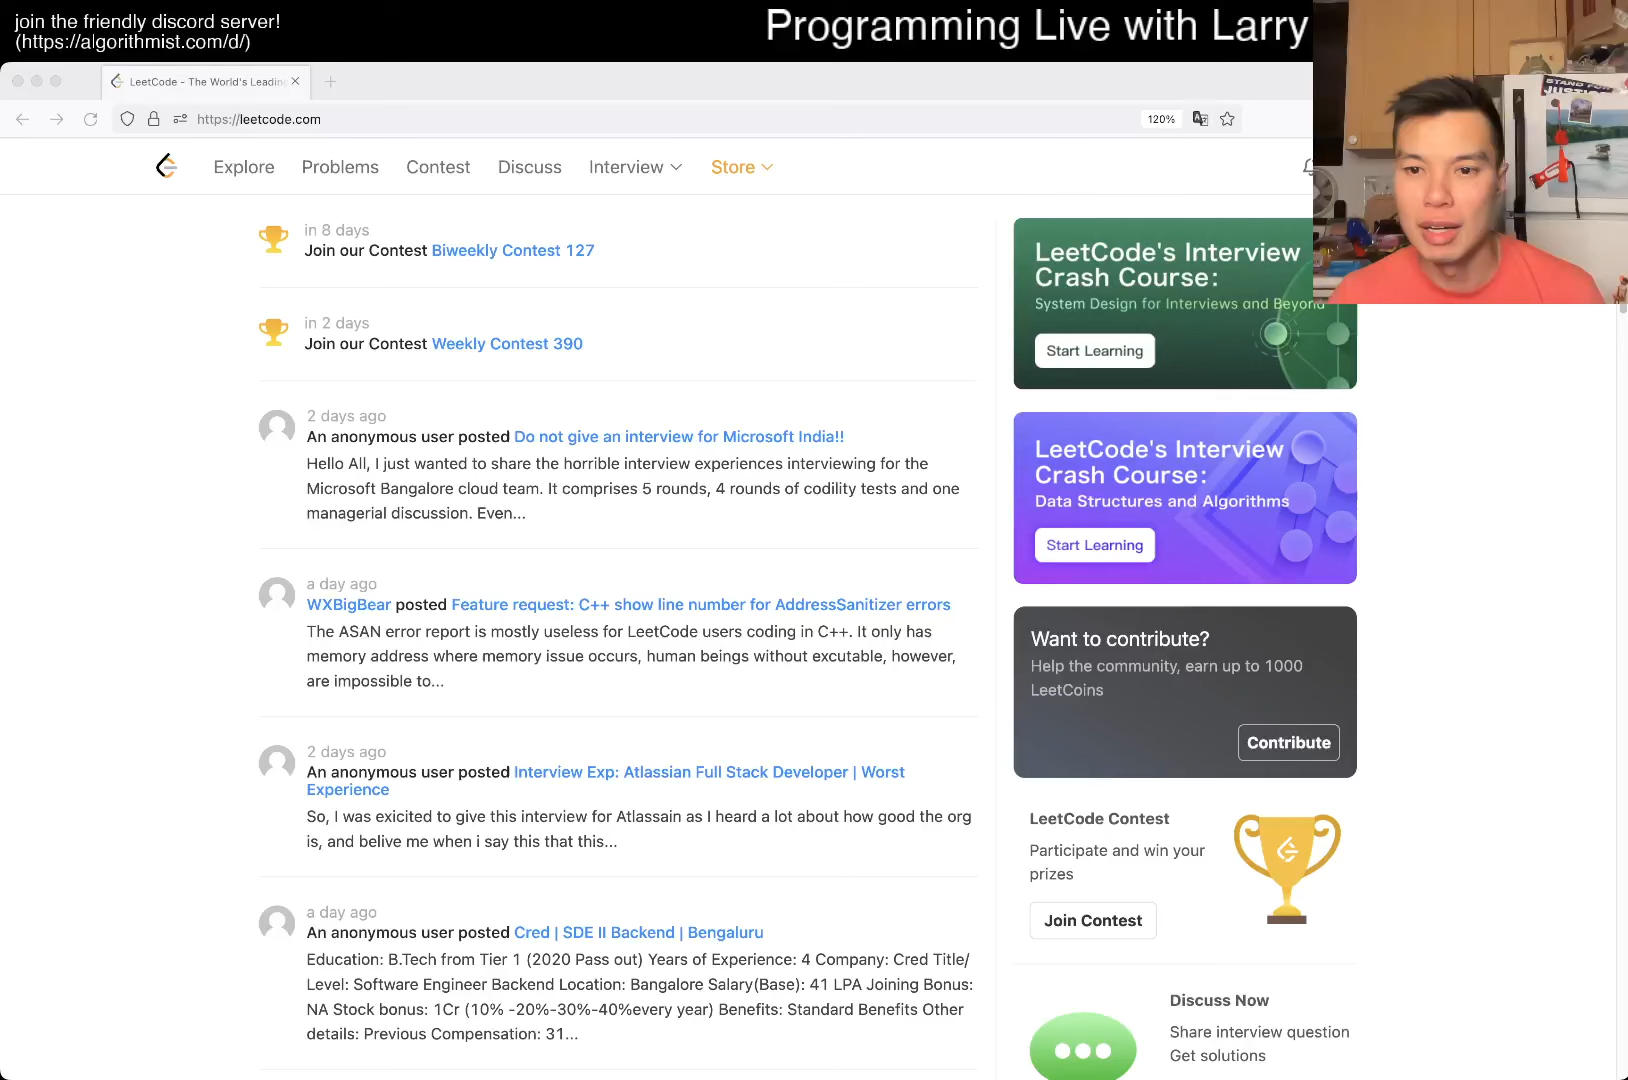 join the friendly discord server!
(https://algorithmist.com/d/)
Programming Live with Larry
LeetCode - The World's Leading
https://leetcode.com
120%
Explore
Problems
Contest
Discuss
Interview
Store
in 8 days
Join our Contest Biweekly Contest 127
in 2 days
Join our Contest Weekly Contest 390
2 days ago
An anonymous user posted Do not give an interview for Microsoft India!!
Hello All, I just wanted to share the horrible interview experiences interviewing for the
Microsoft Bangalore cloud team. It comprises 5 rounds, 4 rounds of codility tests and one
managerial discussion. Even...
a day ago
WXBigBear posted Feature request: C++ show line number for AddressSanitizer errors
The ASAN error report is mostly useless for LeetCode users coding in C++. It only has
memory address where memory issue occurs, human beings without excutable, however,
are impossible to...
2 days ago
An anonymous user posted Interview Exp: Atlassian Full Stack Developer | Worst
Experience
So, I was exicited to give this interview for Atlassain as I heard a lot about how good the org
is, and belive me when i say this that this...
a day ago
An anonymous user posted Cred | SDE II Backend | Bengaluru
Education: B.Tech from Tier 1 (2020 Pass out) Years of Experience: 4 Company: Cred Title/
Level: Software Engineer Backend Location: Bangalore Salary(Base): 41 LPA Joining Bonus:
NA Stock bonus: 1Cr (10% -20%-30%-40%every year) Benefits: Standard Benefits Other
details: Previous Compensation: 31...
LeetCode's Interview
Crash Course:
System Design for Interviews and Beyond
Start Learning
LeetCode's Interview
Crash Course:
Data Structures and Algorithms
Start Learning
Want to contribute?
Help the community, earn up to 1000
LeetCoins
Contribute
LeetCode Contest
Participate and win your
prizes
Join Contest
Discuss Now
Share interview question
Get solutions
STAND FOR
JUSTICE